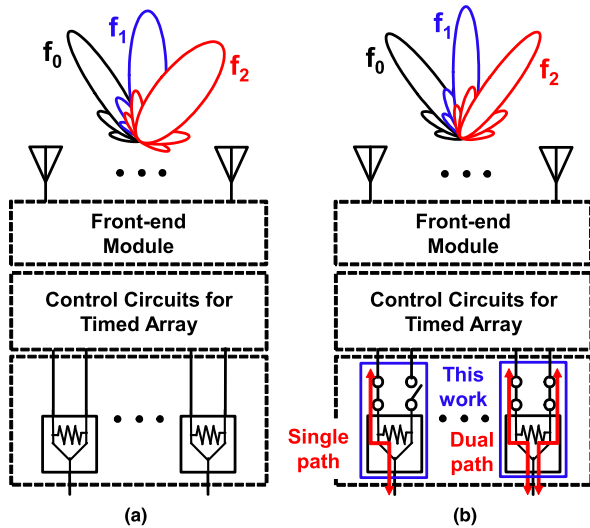 f0
f1
f2
Front-end
Module
Control Circuits for
Timed Array
(a)
f0
f1
f2
Front-end
Module
Control Circuits for
Timed Array
This
work
Single
path
Dual
path
(b)